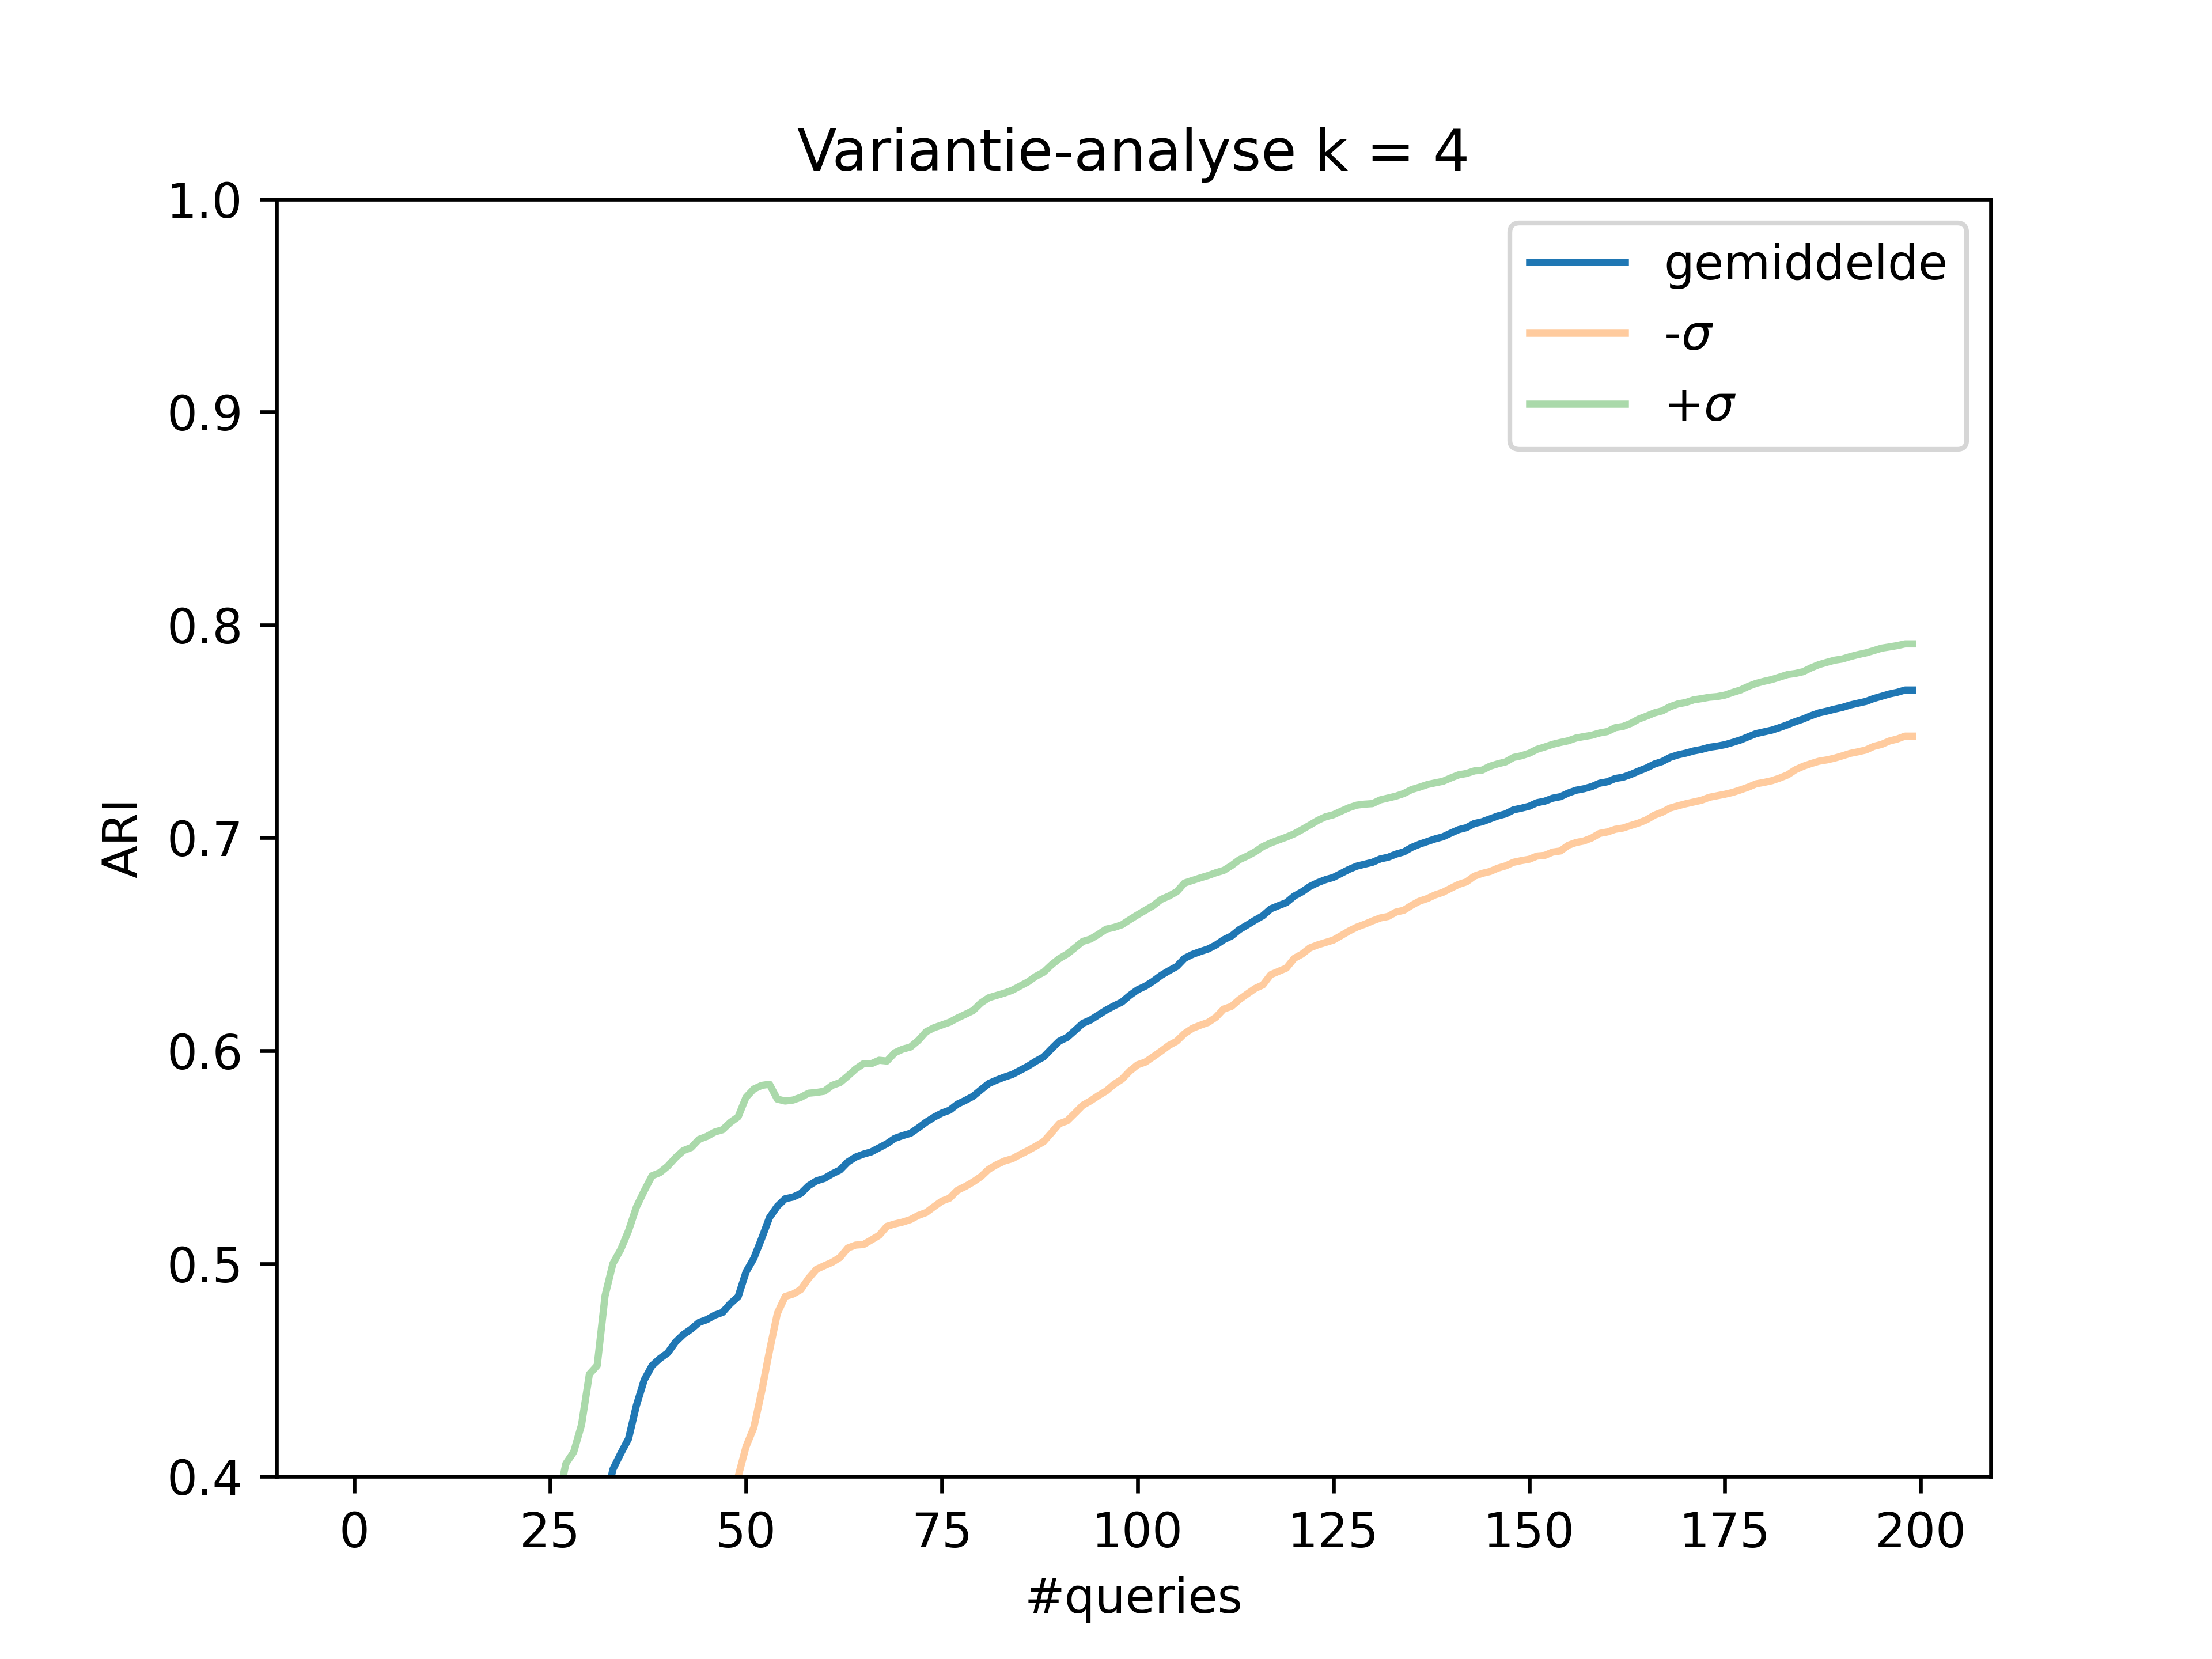 Variantie-analyse k = 4
1.0
0.9
0.8
0.7
0.6
0.5
0.4
ARI
gemiddelde
-σ
+σ
0 25 50 75 100 125 150 175 200
#queries